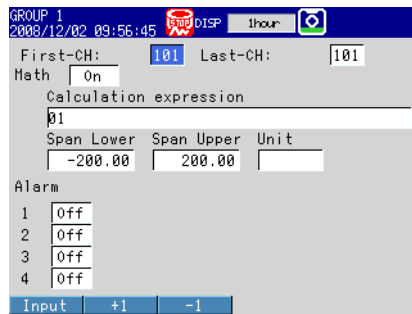 GROUP 1
2008/12/02 09:56:45 STOP DISP 1hour
First-CH: 101 Last-CH: 101
Math On
Calculation expression
01
Span Lower Span Upper Unit
-200.00 200.00
Alarm
1 Off
2 Off
3 Off
4 Off
Input +1 -1